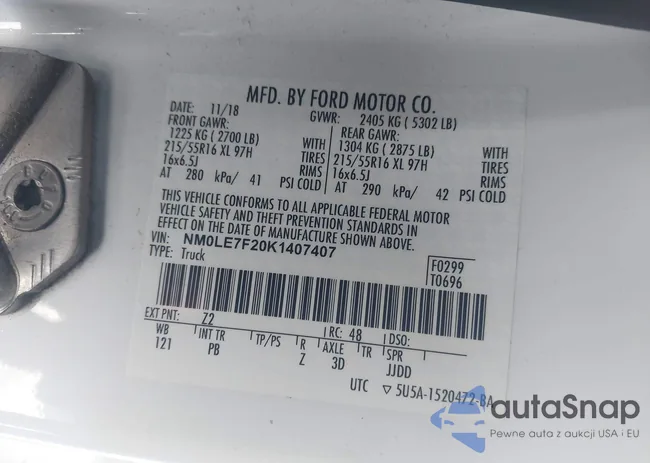 MFD. BY FORD MOTOR CO.
DATE: 11/18 GVWR: 2405 KG ( 5302 LB)
FRONT GAWR: REAR GAWR:
1225 KG ( 2700 LB) 1304 KG ( 2875 LB)
215/55R16 XL 97H TIRES 215/55R16 XL 97H TIRES
16x6.5J RIMS 16x6.5J RIMS
AT 280 kPa/ 41 PSI COLD AT 290 kPa/ 42 PSI COLD
THIS VEHICLE CONFORMS TO ALL APPLICABLE FEDERAL MOTOR
VEHICLE SAFETY AND THEFT PREVENTION STANDARDS IN
EFFECT ON THE DATE OF MANUFACTURE SHOWN ABOVE.
VIN: NM0LE7F20K1407407
TYPE: Truck
F0299
T0696
EXT PNT: Z2 RC: 48 DSO:
WB INT TR TP/PS R AXLE TR SPR
121 PB Z 3D JJDD
UTC ▽ 5U5A-1520472-BA
autaSnap
Pewne auta z aukcji USA i EU